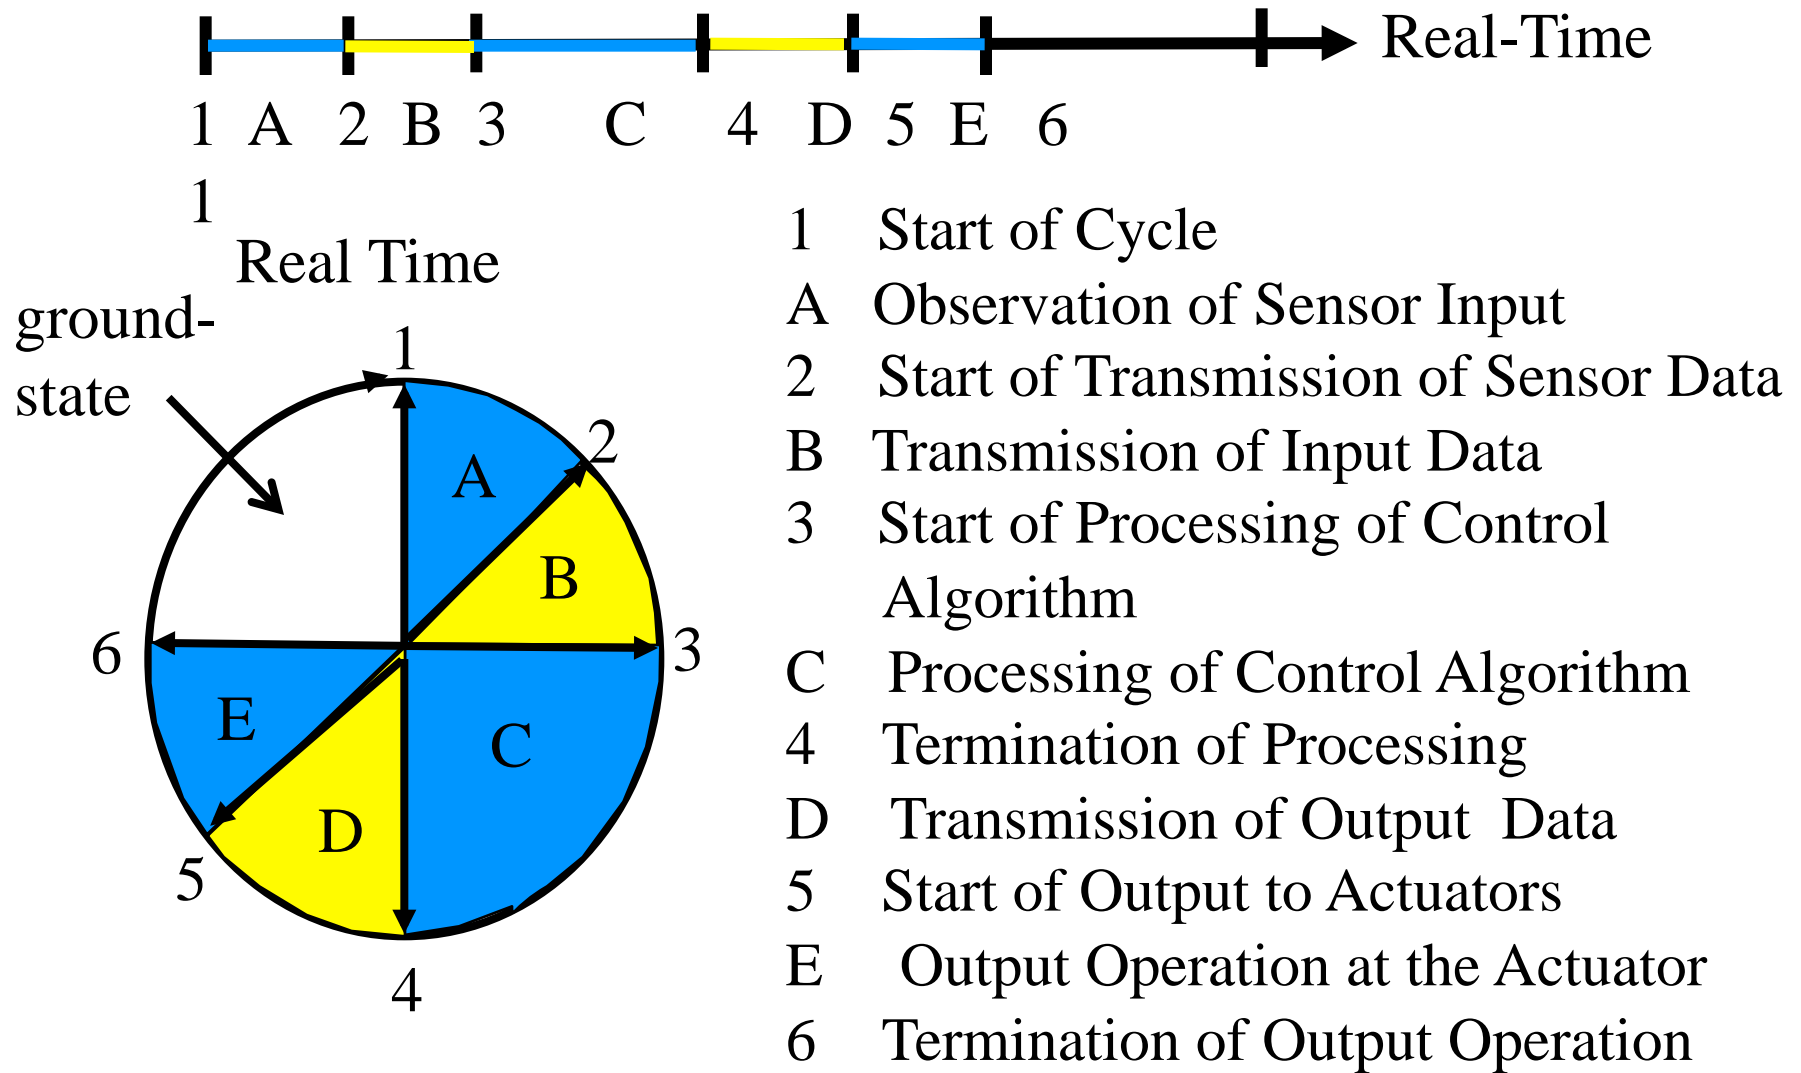 Real-Time
1 A 2 B 3 C 4 D 5 E 6
1
Real Time
ground-
state
1
2
A
B
6
3
E
C
D
5
4
1 Start of Cycle
A Observation of Sensor Input
2 Start of Transmission of Sensor Data
B Transmission of Input Data
3 Start of Processing of Control
Algorithm
C Processing of Control Algorithm
4 Termination of Processing
D Transmission of Output Data
5 Start of Output to Actuators
E Output Operation at the Actuator
6 Termination of Output Operation